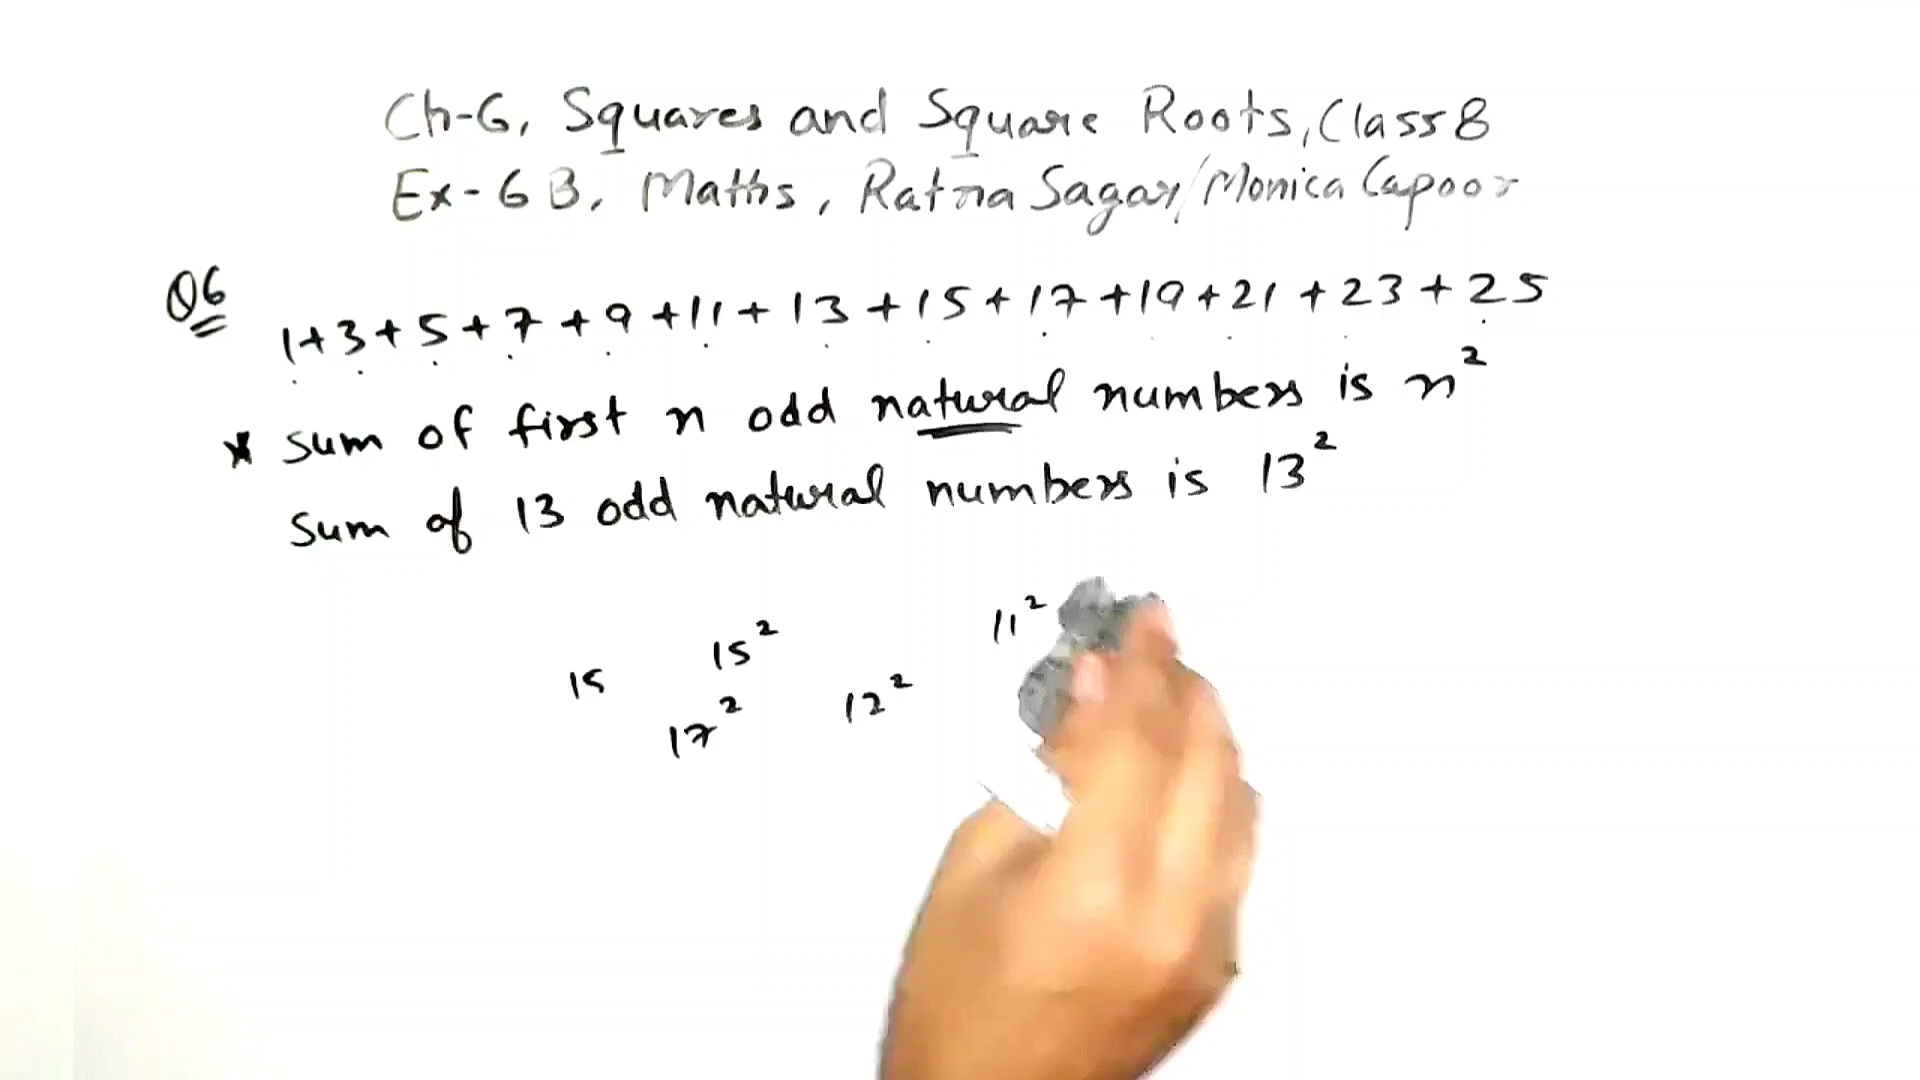 Ch-6, Squares and Square Roots, Class 8
Ex-6B, Maths, Ratna Sagar/Monica Capoor
Q6
1+3+5+7+9+11+13+15+17+19+21+23+25
* sum of first n odd natural numbers is n²
sum of 13 odd natural numbers is 13²
11²
15 15²
17² 12²